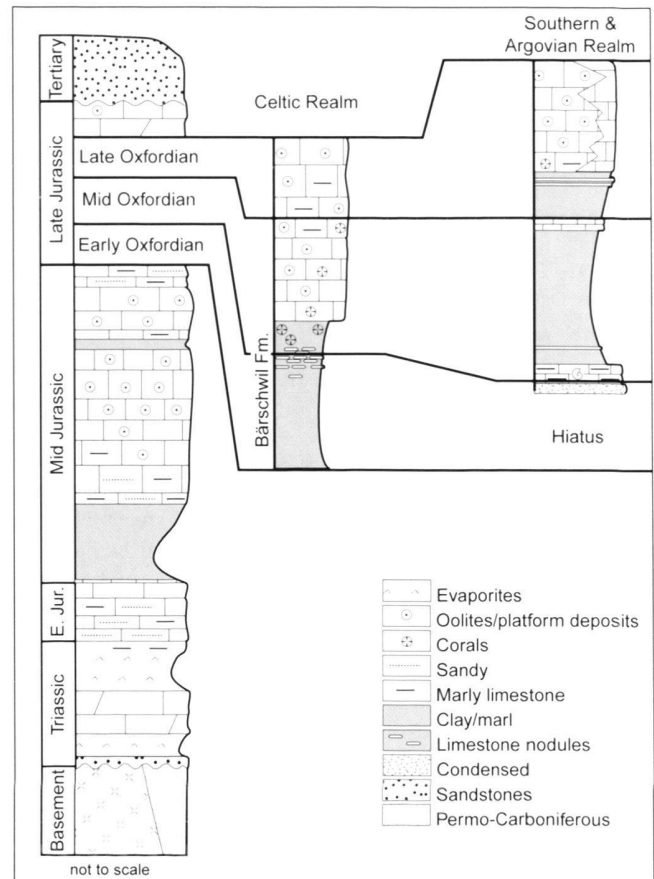 Southern &
Argovian Realm
Celtic Realm
Tertiary
Late Jurassic
Late Oxfordian
Mid Oxfordian
Early Oxfordian
Mid Jurassic
Bärschwil Fm.
Hiatus
E. Jur.
Triassic
Basement
Evaporites
Oolites/platform deposits
Corals
Sandy
Marly limestone
Clay/marl
Limestone nodules
Condensed
Sandstones
Permo-Carboniferous
not to scale